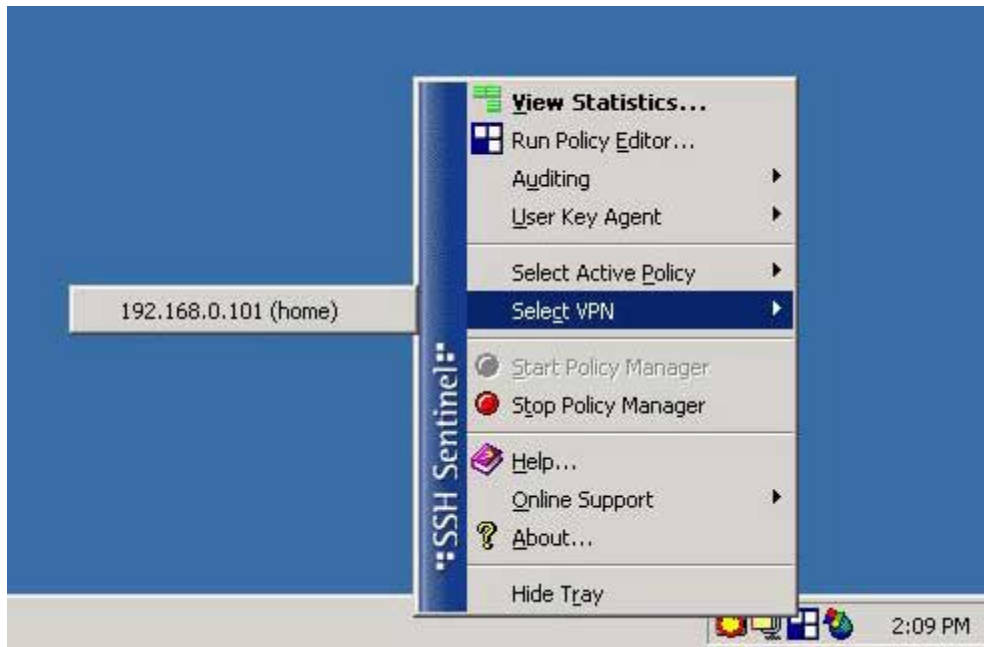 View Statistics...
Run Policy Editor...
Auditing
User Key Agent
Select Active Policy
Select VPN
192.168.0.101 (home)
Start Policy Manager
Stop Policy Manager
Help...
Online Support
About...
Hide Tray
SSH Sentinel
2:09 PM